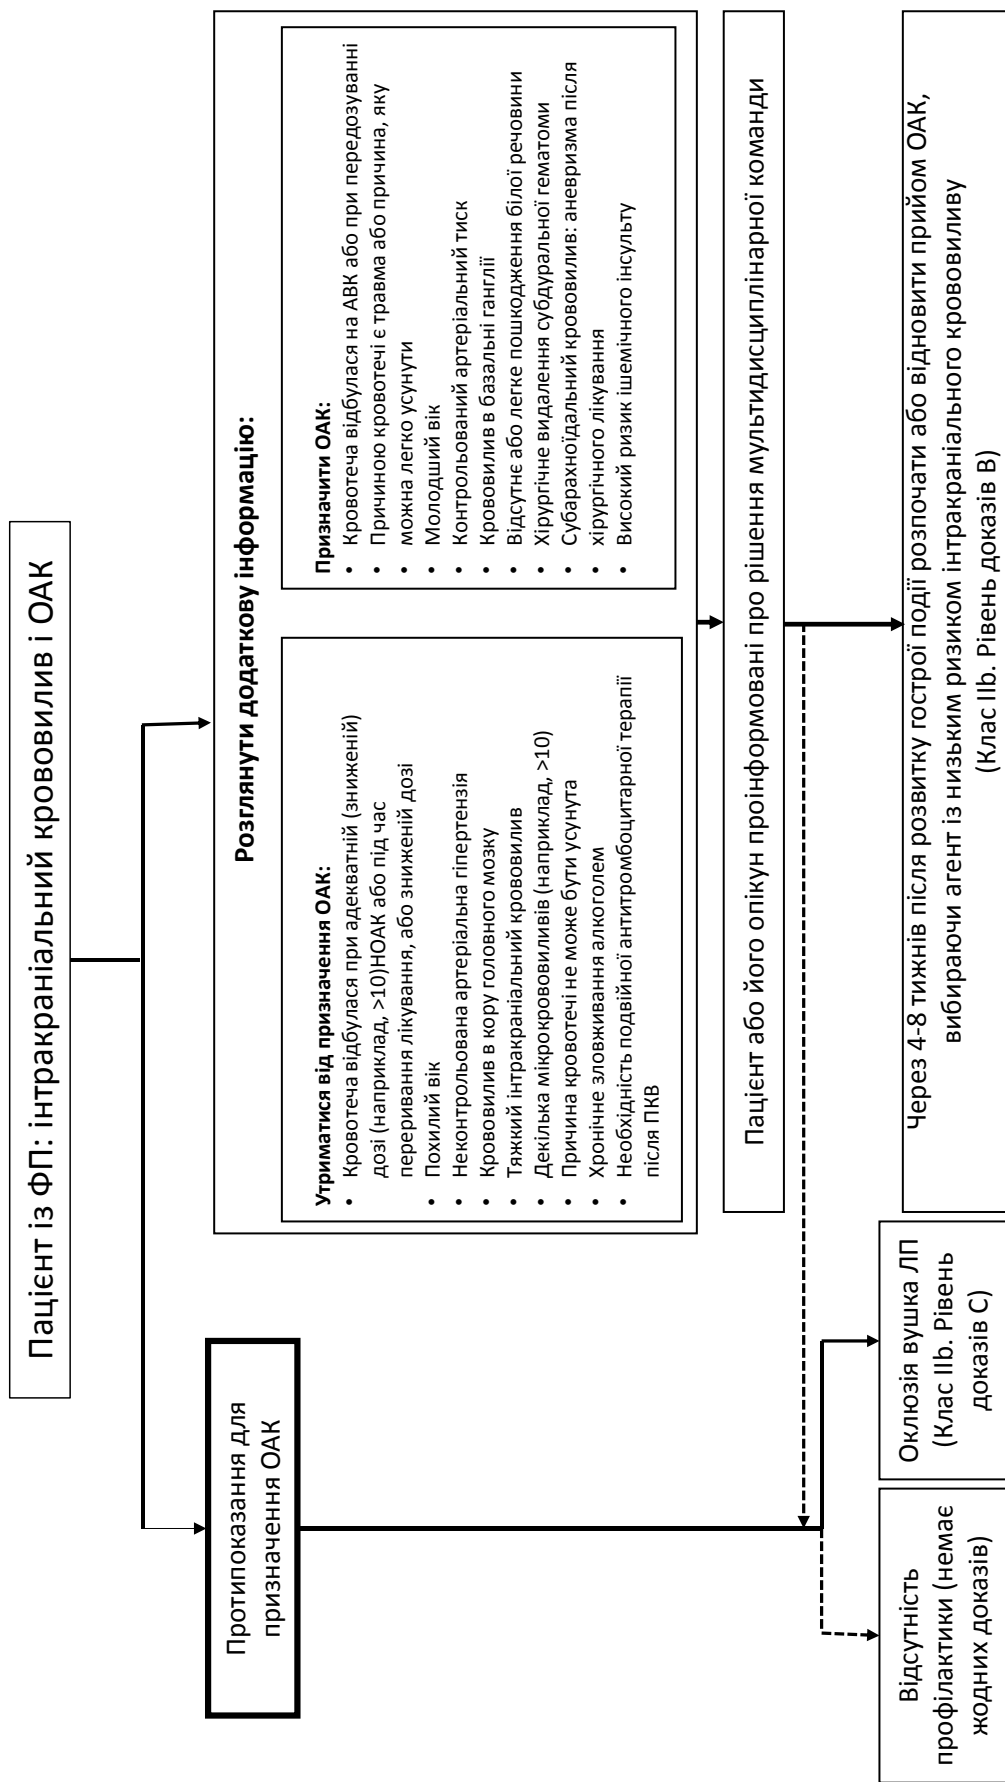 Пацієнт із ФП: інтракраніальний крововилив і ОАК
Протипоказання для
призначення ОАК
Розглянути додаткову інформацію:
Утриматися від призначення ОАК:
• Кровотеча відбулася при адекватній (зниженій)
дозі (наприклад, >10)НОАК або під час
переривання лікування, або зниженій дозі
• Похилий вік
• Неконтрольована артеріальна гіпертензія
• Крововилив в кору головного мозку
• Тяжкий інтракраніальний крововилив
• Декілька мікрокрововиливів (наприклад, >10)
• Причина кровотечі не може бути усунута
• Хронічне зловживання алкоголем
• Необхідність подвійної антитромбоцитарної терапії
після ПКВ
Призначити ОАК:
• Кровотеча відбулася на АВК або при передозуванні
• Причиною кровотечі є травма або причина, яку
можна легко усунути
• Молодший вік
• Контрольований артеріальний тиск
• Крововилив в базальні ганглії
• Відсутнє або легке пошкодження білої речовини
• Хірургічне видалення субдуральної гематоми
• Субарахноїдальний крововилив: аневризма після
хірургічного лікування
• Високий ризик ішемічного інсульту
Пацієнт або його опікун проінформовані про рішення мультидисциплінарної команди
Відсутність
профілактики (немає
жодних доказів)
Оклюзія вушка ЛП
(Клас IIb. Рівень
доказів С)
Через 4-8 тижнів після розвитку гострої події розпочати або відновити прийом ОАК,
вибираючи агент із низьким ризиком інтракраніального крововиливу
(Клас IIb. Рівень доказів В)